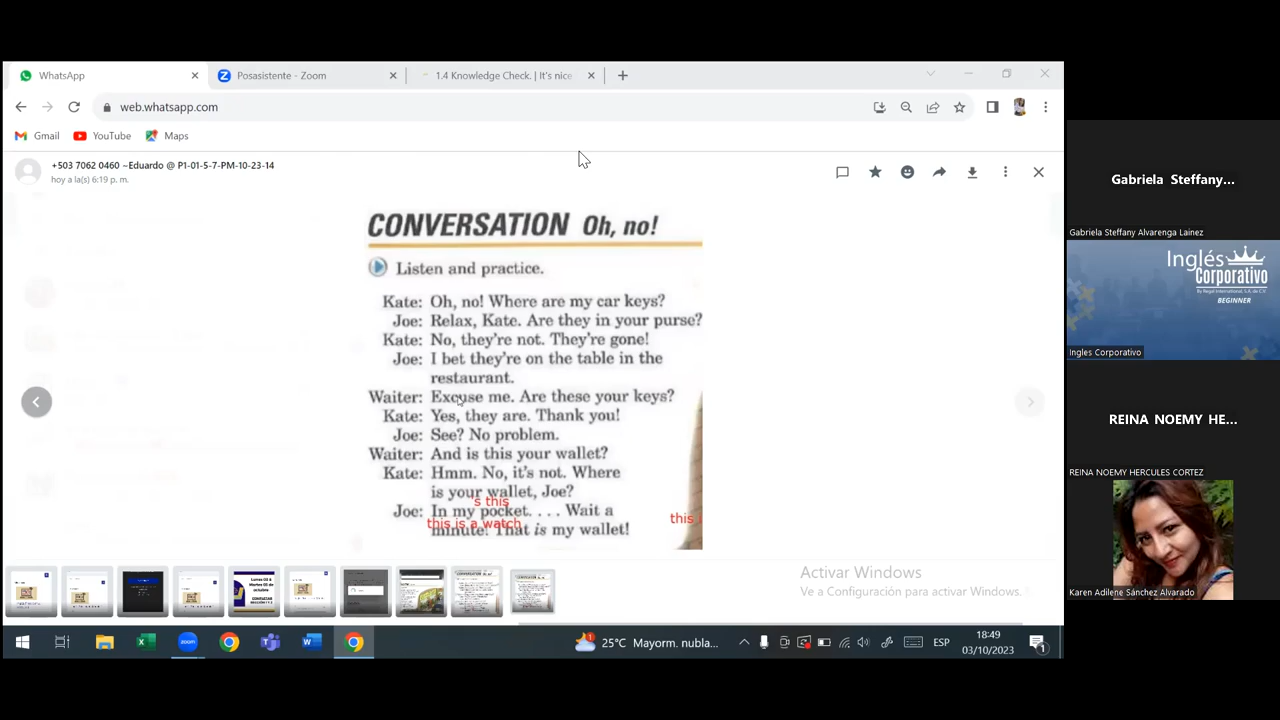 WhatsApp
Posasistente - Zoom
1.4 Knowledge Check. | It's nice
web.whatsapp.com
Gmail
YouTube
Maps
+503 7062 0460 ~Eduardo @ P1-01-5-7-PM-10-23-14
hoy a la(s) 6:19 p. m.
CONVERSATION Oh, no!
Listen and practice.
Kate: Oh, no! Where are my car keys?
Joe: Relax, Kate. Are they in your purse?
Kate: No, they're not. They're gone!
Joe: I bet they're on the table in the
restaurant.
Waiter: Excuse me. Are these your keys?
Kate: Yes, they are. Thank you!
Joe: See? No problem.
Waiter: And is this your wallet?
Kate: Hmm. No, it's not. Where
is your wallet, Joe?
's this
Joe: In my pocket. . . . Wait a
this is a watch
this i
minute! That is my wallet!
Activar Windows
Ve a Configuración para activar Windows.
25°C Mayorm. nubla...
ESP
18:49
03/10/2023
1
Gabriela Steffany...
Gabriela Steffany Alvarenga Lainez
Inglés
Corporativo
BEGINNER
Ingles Corporativo
REINA NOEMY HE...
REINA NOEMY HERCULES CORTEZ
Karen Adilene Sánchez Alvarado